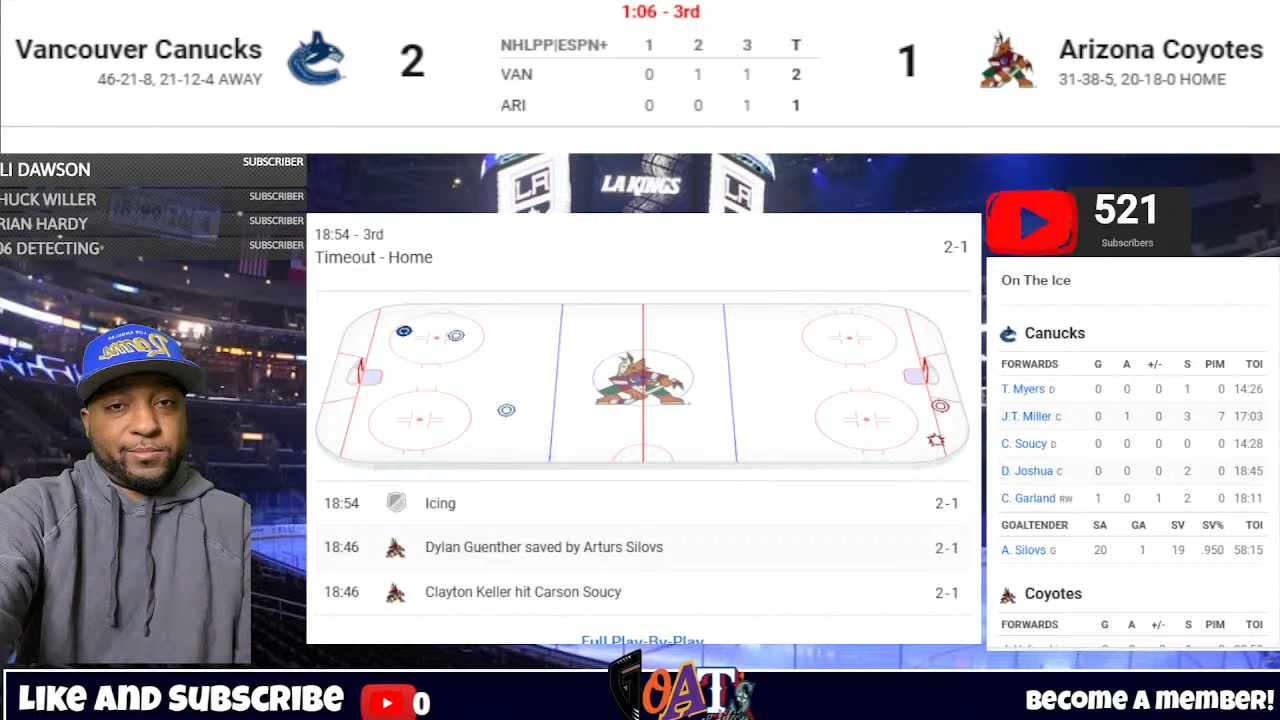 1:06 - 3rd
Vancouver Canucks
46-21-8, 21-12-4 AWAY
2
NHLPP|ESPN+ 1 2 3 T
VAN 0 1 1 2
ARI 0 0 1 1
1
Arizona Coyotes
31-38-5, 20-18-0 HOME
LI DAWSON SUBSCRIBER
HUCK WILLER SUBSCRIBER
RIAN HARDY SUBSCRIBER
06 DETECTING SUBSCRIBER
LA
LA KINGS
LA
18:54 - 3rd
Timeout - Home
2-1
18:54 Icing 2-1
18:46 Dylan Guenther saved by Arturs Silovs 2-1
18:46 Clayton Keller hit Carson Soucy 2-1
Full Play-By-Play
521
Subscribers
On The Ice
Canucks
FORWARDS G A +/- S PIM TOI
T. Myers D 0 0 0 1 0 14:26
J.T. Miller C 0 1 0 3 7 17:03
C. Soucy D 0 0 0 0 0 14:28
D. Joshua C 0 0 0 2 0 18:45
C. Garland RW 1 0 1 2 0 18:11
GOALTENDER SA GA SV SV% TOI
A. Silovs G 20 1 19 .950 58:15
Coyotes
FORWARDS G A +/- S PIM TOI
Rams
LIKE AND SUBSCRIBE
0
GOATS
BECOME A MEMBER!